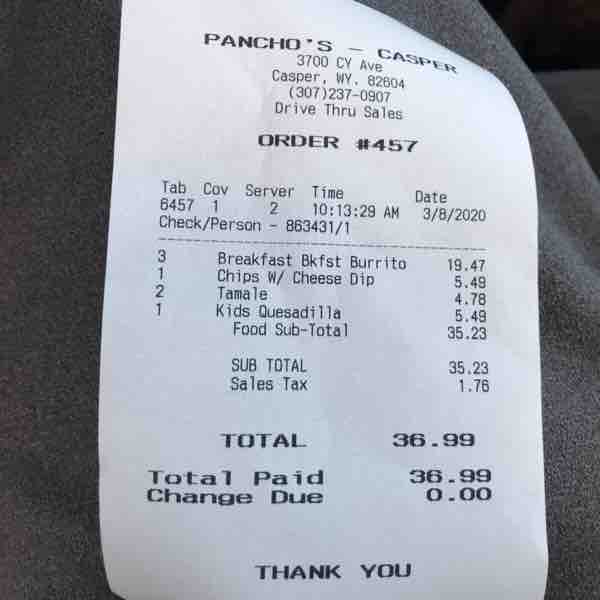 PANCHO'S - CASPER
3700 CY Ave
Casper, WY. 82604
(307)237-0907
Drive Thru Sales
ORDER #457
Tab Cov Server Time Date
6457 1 2 10:13:29 AM 3/8/2020
Check/Person - 863431/1
3 Breakfast Bkfst Burrito 19.47
1 Chips W/ Cheese Dip 5.49
2 Tamale 4.78
1 Kids Quesadilla 5.49
Food Sub-Total 35.23
SUB TOTAL 35.23
Sales Tax 1.76
TOTAL 36.99
Total Paid 36.99
Change Due 0.00
THANK YOU